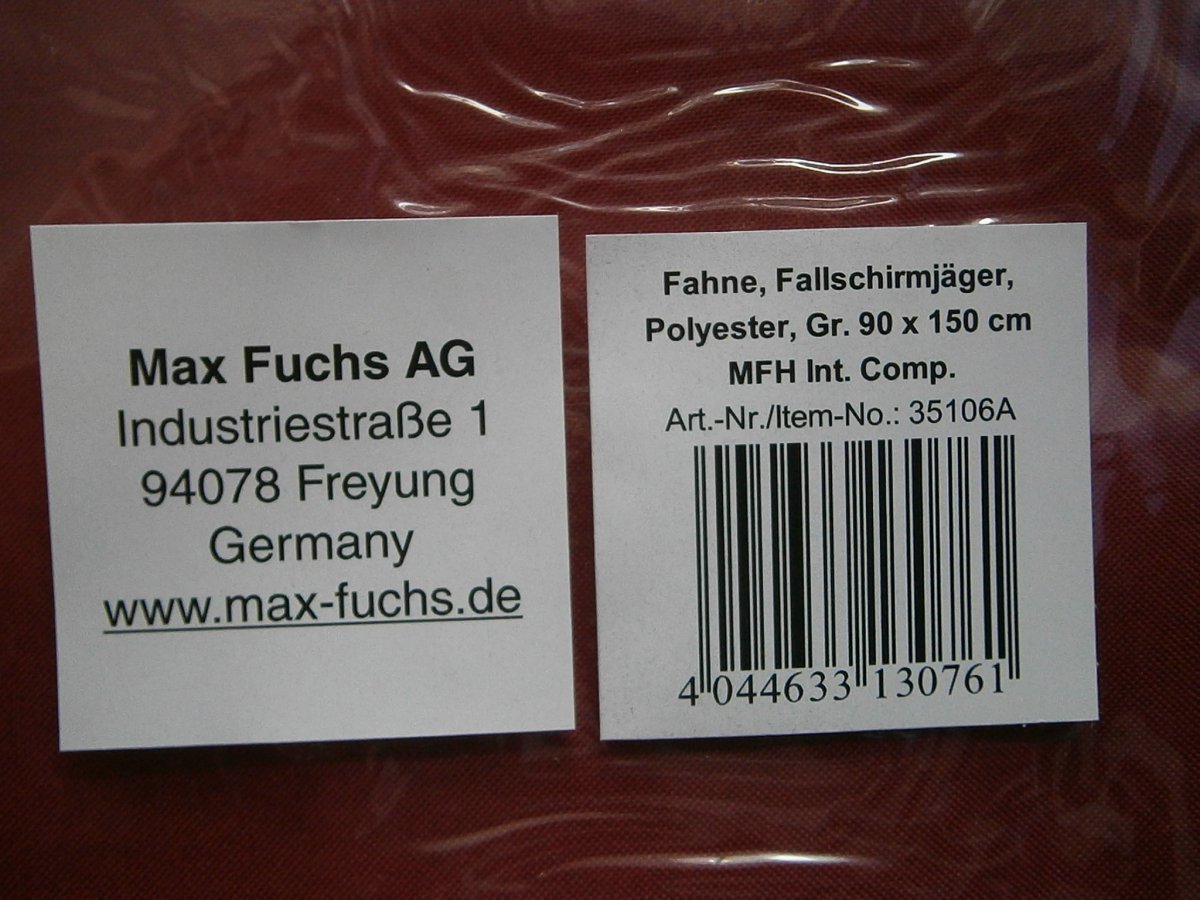 Max Fuchs AG
Industriestraße 1
94078 Freyung
Germany
www.max-fuchs.de
Fahne, Fallschirmjäger,
Polyester, Gr. 90 x 150 cm
MFH Int. Comp.
Art.-Nr./Item-No.: 35106A
4 044633 130761